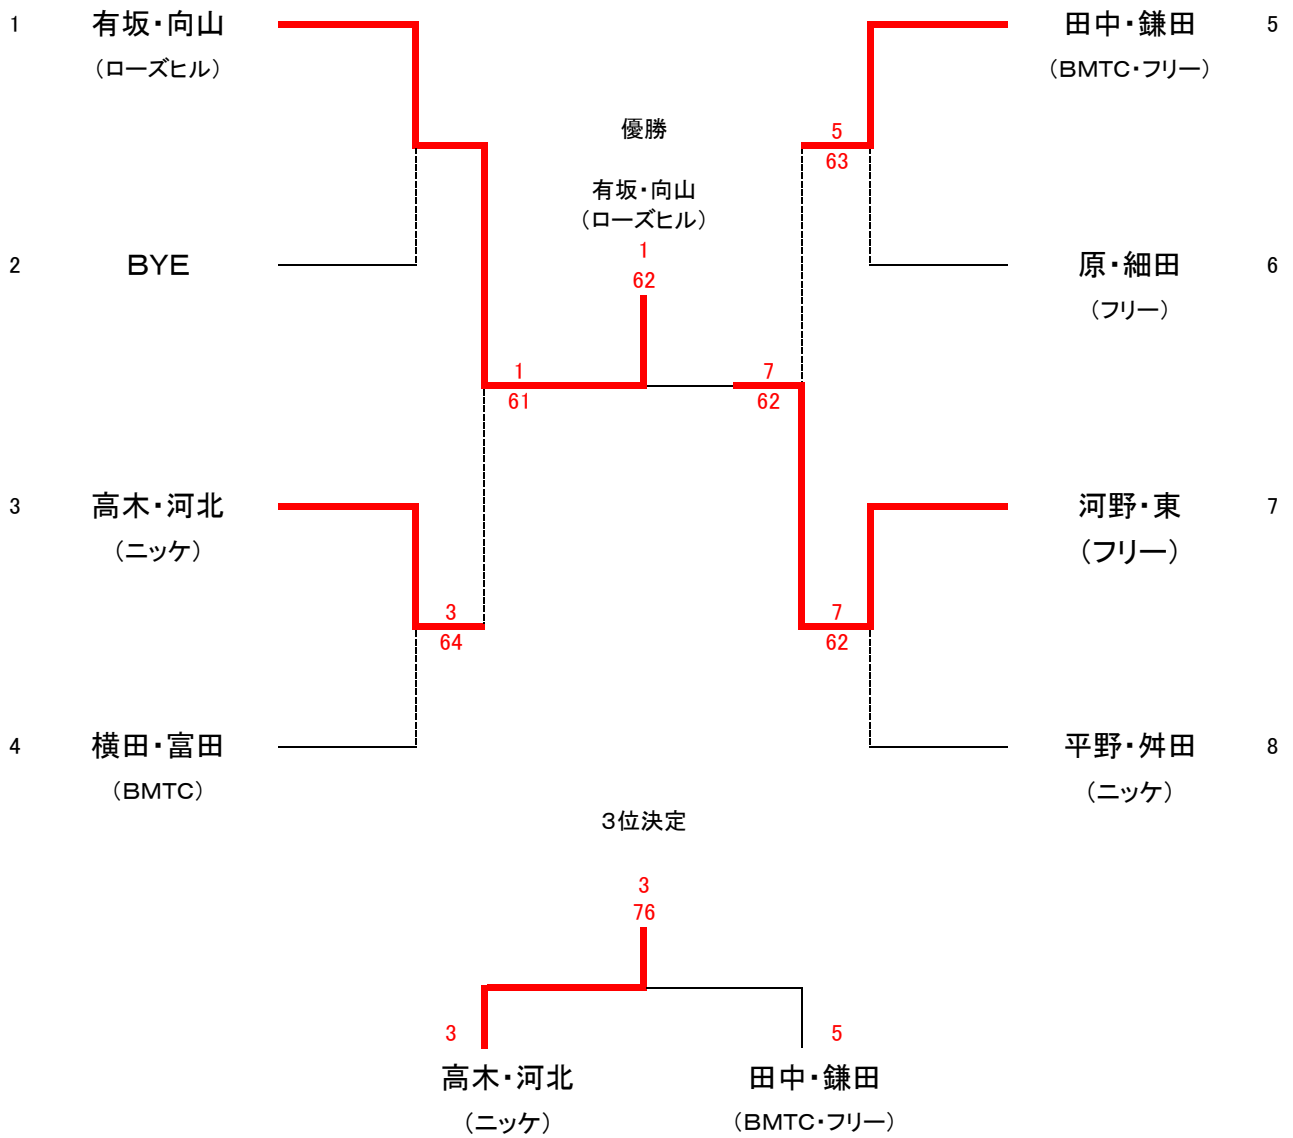 1 有坂・向山
（ローズヒル）
2 BYE
3 高木・河北
（ニッケ）
4 横田・富田
（BMTC）
田中・鎌田 5
（BMTC・フリー）
原・細田 6
（フリー）
河野・東 7
（フリー）
平野・舛田 8
（ニッケ）
優勝
有坂・向山
（ローズヒル）
1
62
1
61
3
64
5
63
7
62
7
62
3位決定
3
76
3
高木・河北
（ニッケ）
5
田中・鎌田
（BMTC・フリー）